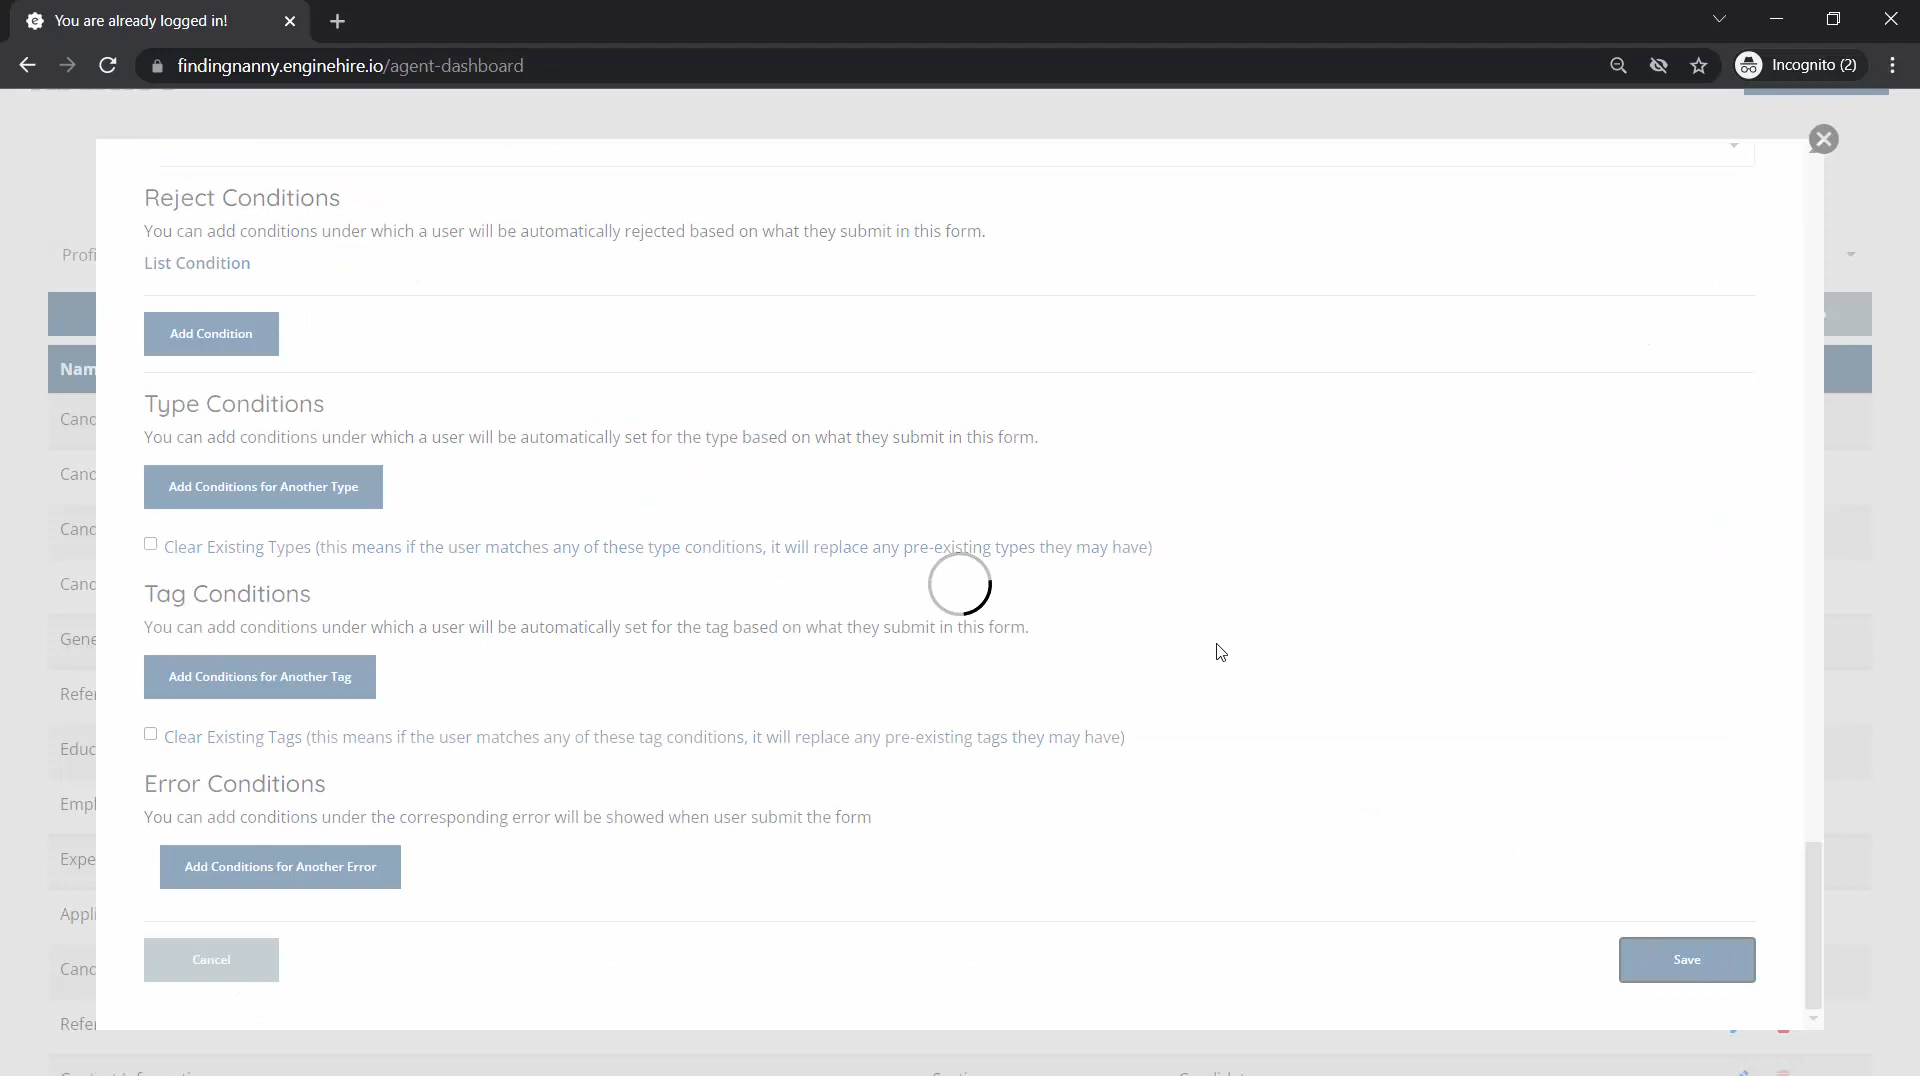 You are already logged in!
findingnanny.enginehire.io/agent-dashboard
Incognito (2)
Reject Conditions
You can add conditions under which a user will be automatically rejected based on what they submit in this form.
Profi
List Condition
Add Condition
Nam
Type Conditions
Cand
You can add conditions under which a user will be automatically set for the type based on what they submit in this form.
Cand
Add Conditions for Another Type
Cand
Clear Existing Types (this means if the user matches any of these type conditions, it will replace any pre-existing types they may have)
Cand
Tag Conditions
You can add conditions under which a user will be automatically set for the tag based on what they submit in this form.
Gene
Add Conditions for Another Tag
Refer
Clear Existing Tags (this means if the user matches any of these tag conditions, it will replace any pre-existing tags they may have)
Educ
Error Conditions
Empl
You can add conditions under the corresponding error will be showed when user submit the form
Expe
Add Conditions for Another Error
Appli
Cancel
Save
Cand
Refer